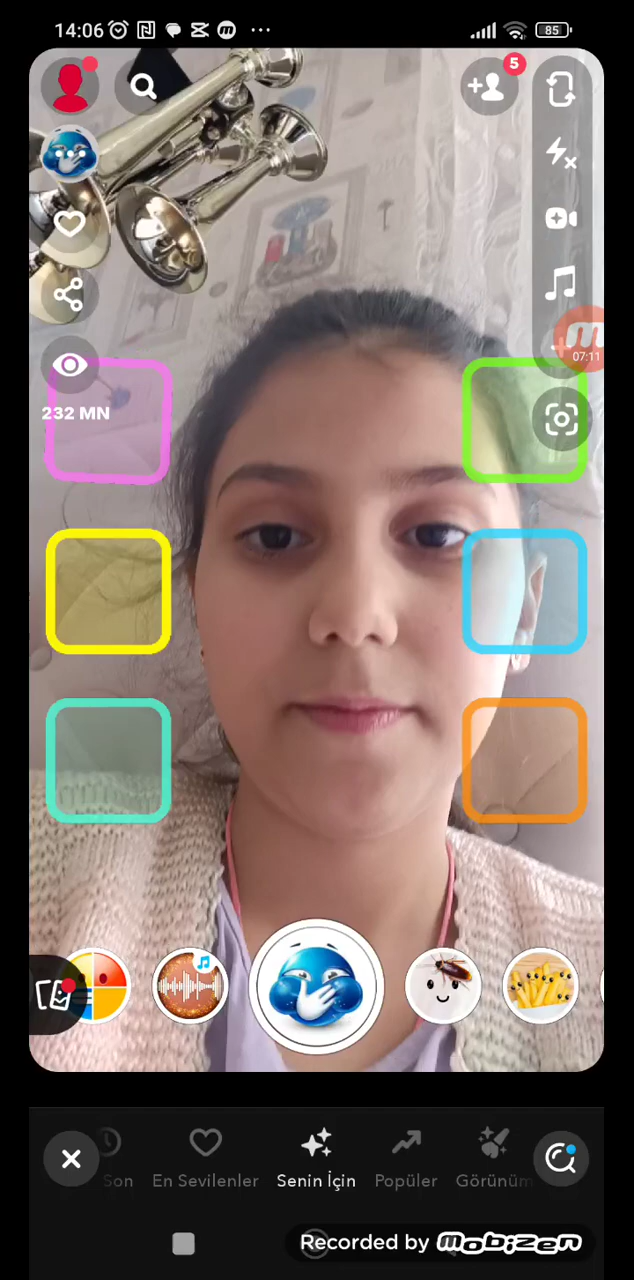 14:06
85
5
07:11
232 MN
Son
En Sevilenler
Senin İçin
Popüler
Görünüm
Recorded by mobizen